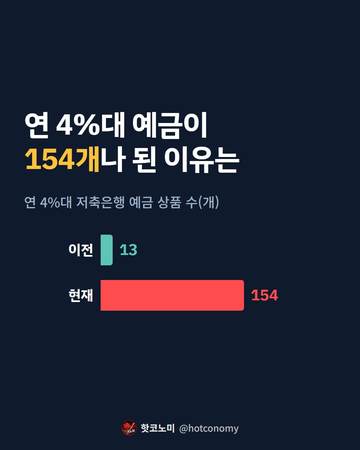 연 4%대 예금이
154개나 된 이유는
연 4%대 저축은행 예금 상품 수(개)
이전 13
현재 154
핫코노미 @hotconomy